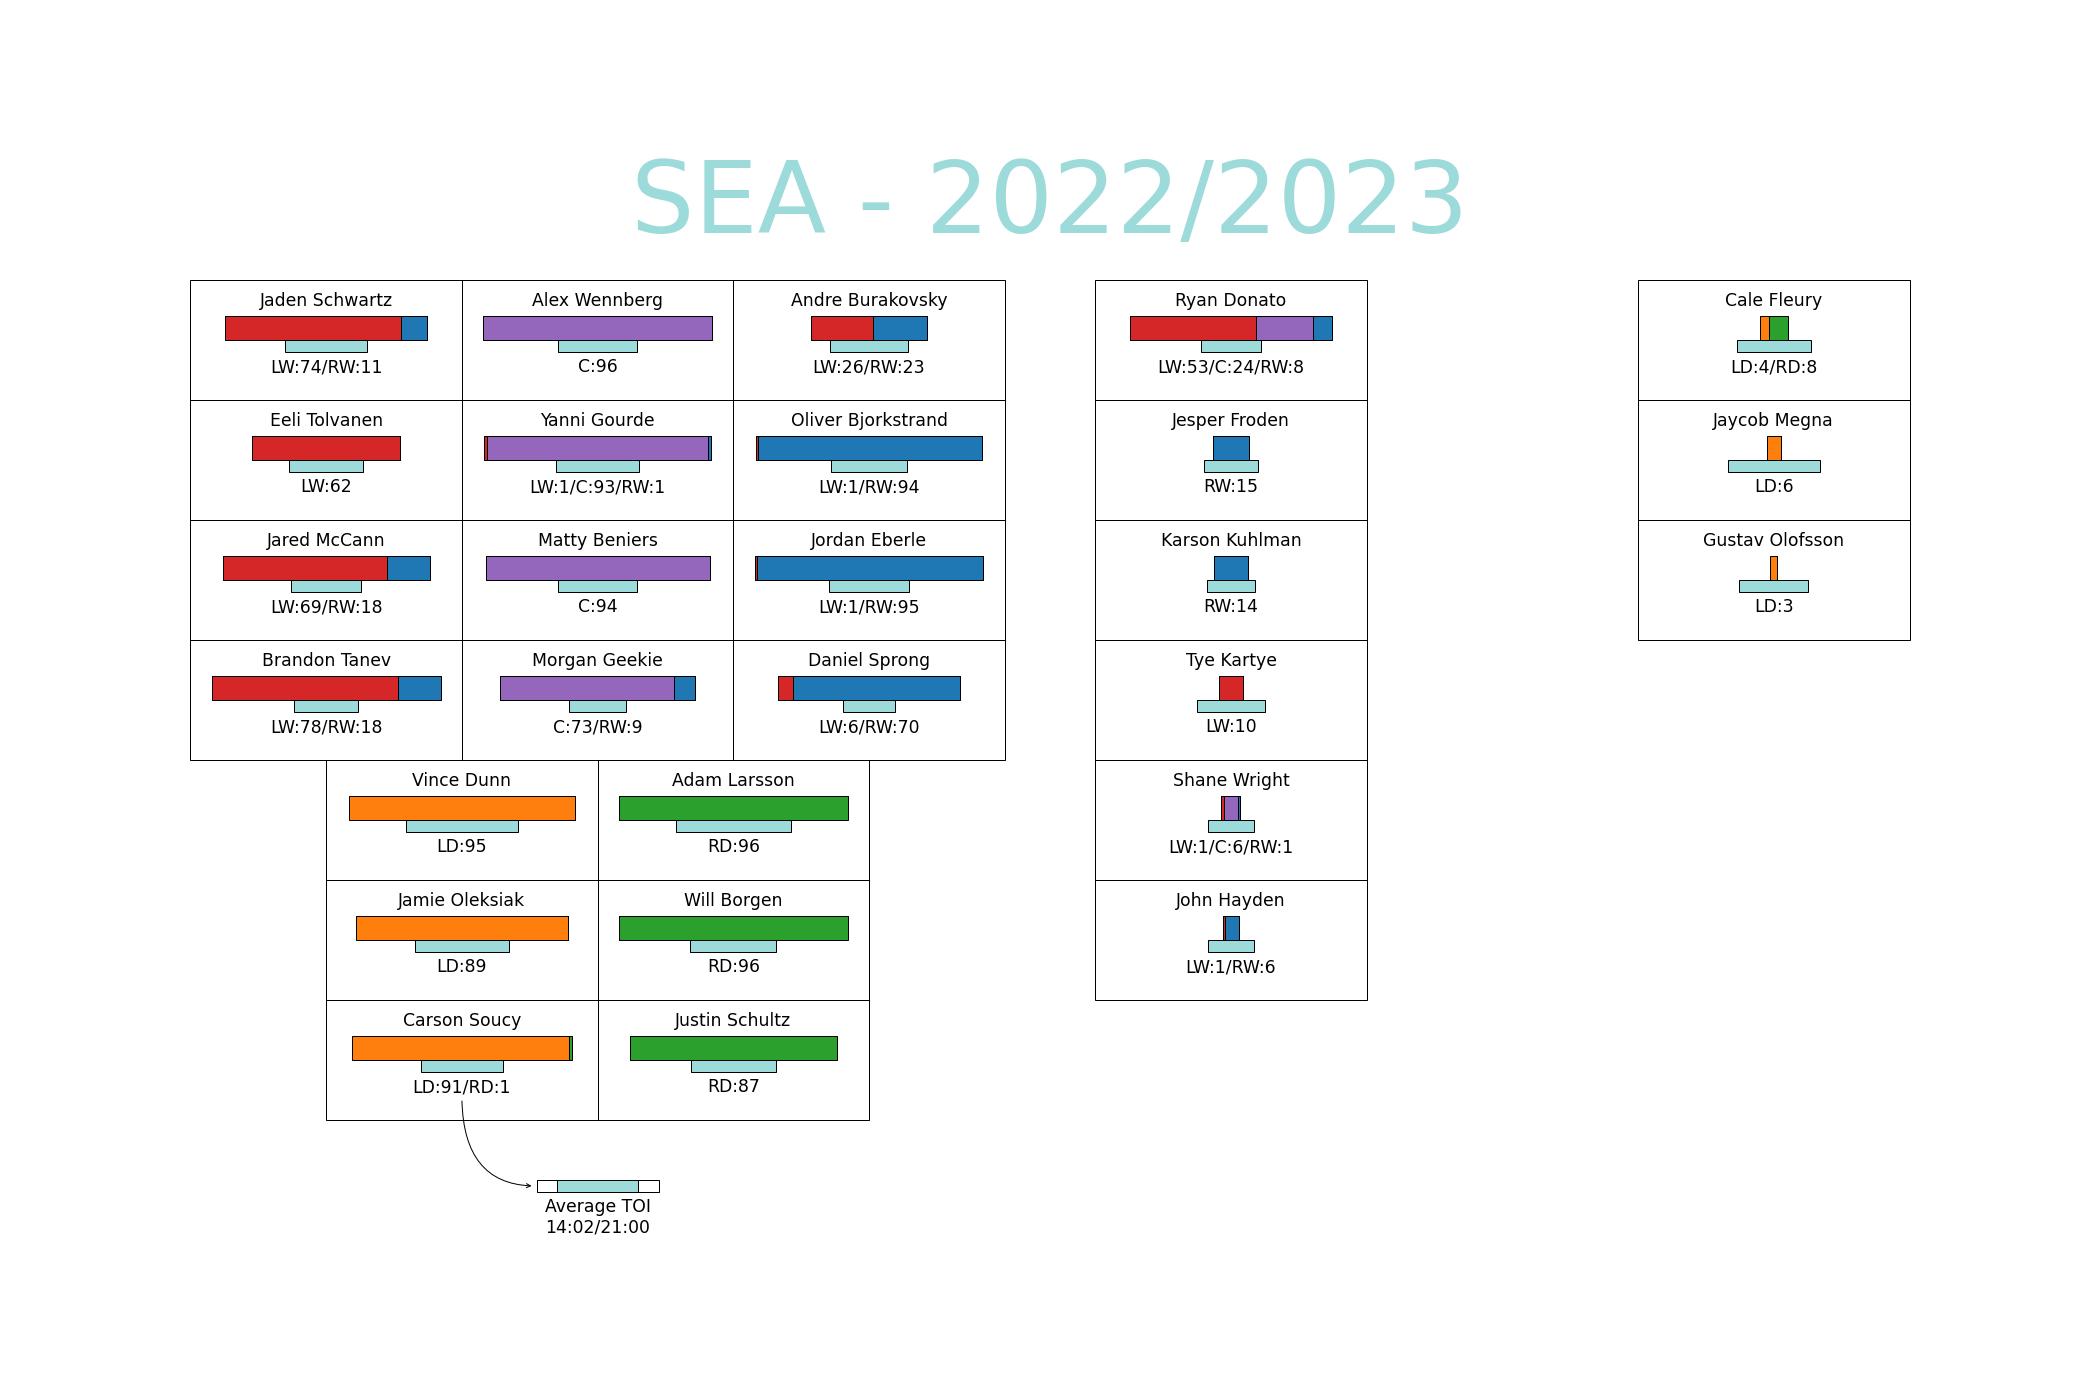 SEA - 2022/2023
Jaden Schwartz
LW:74/RW:11
Alex Wennberg
C:96
Andre Burakovsky
LW:26/RW:23
Eeli Tolvanen
LW:62
Yanni Gourde
LW:1/C:93/RW:1
Oliver Bjorkstrand
LW:1/RW:94
Jared McCann
LW:69/RW:18
Matty Beniers
C:94
Jordan Eberle
LW:1/RW:95
Brandon Tanev
LW:78/RW:18
Morgan Geekie
C:73/RW:9
Daniel Sprong
LW:6/RW:70
Vince Dunn
LD:95
Adam Larsson
RD:96
Jamie Oleksiak
LD:89
Will Borgen
RD:96
Carson Soucy
LD:91/RD:1
Justin Schultz
RD:87
Average TOI
14:02/21:00
Ryan Donato
LW:53/C:24/RW:8
Jesper Froden
RW:15
Karson Kuhlman
RW:14
Tye Kartye
LW:10
Shane Wright
LW:1/C:6/RW:1
John Hayden
LW:1/RW:6
Cale Fleury
LD:4/RD:8
Jaycob Megna
LD:6
Gustav Olofsson
LD:3